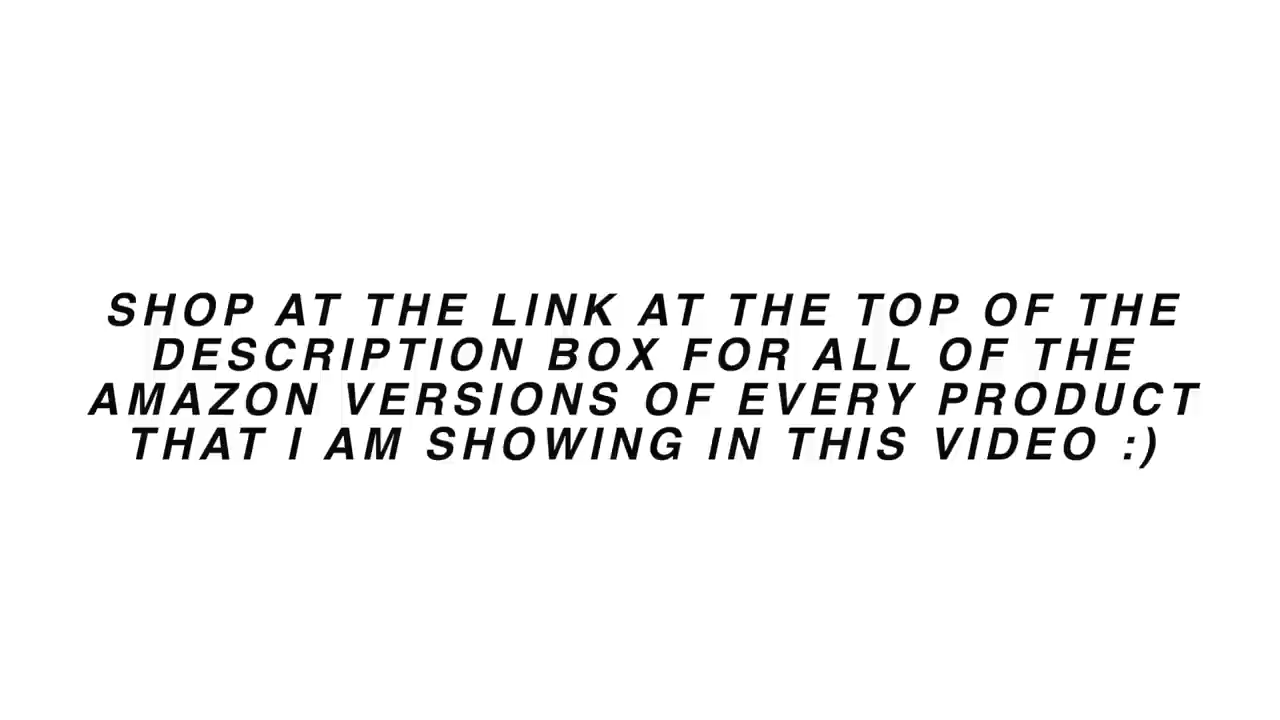 SHOP AT THE LINK AT THE TOP OF THE
DESCRIPTION BOX FOR ALL OF THE
AMAZON VERSIONS OF EVERY PRODUCT
THAT I AM SHOWING IN THIS VIDEO :)